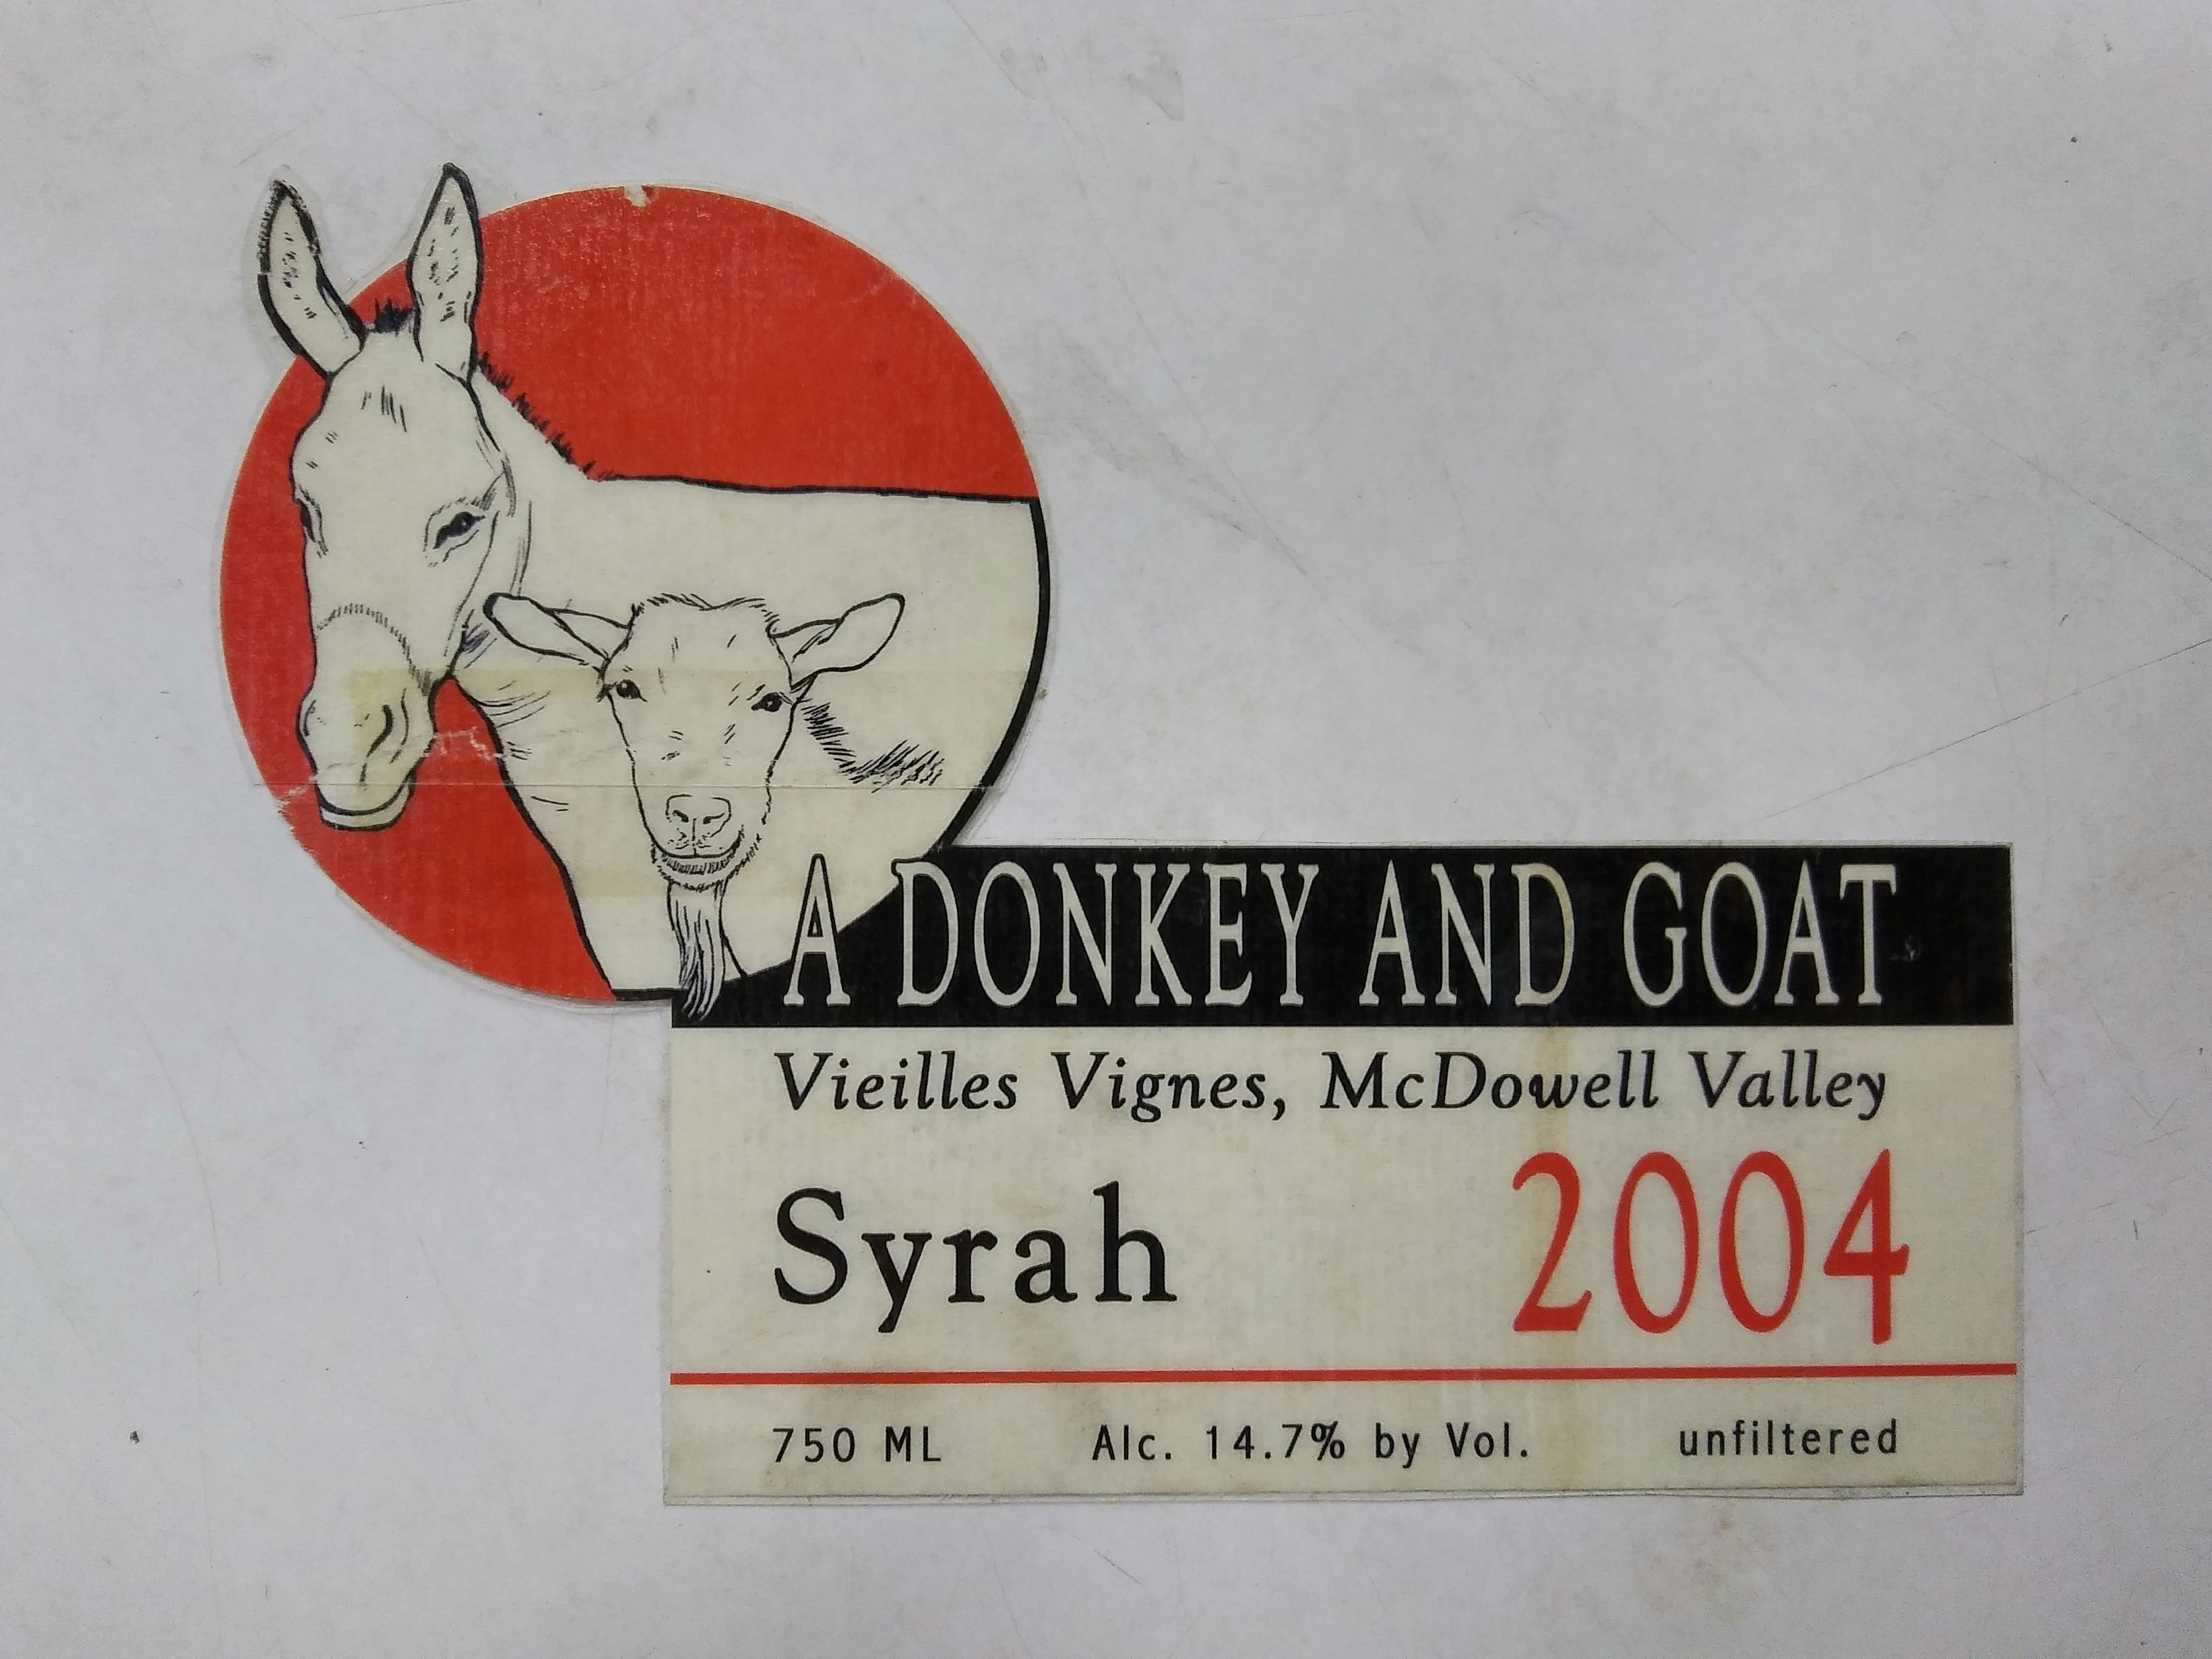 A DONKEY AND GOAT
Vieilles Vignes, McDowell Valley
Syrah 2004
750 ML Alc. 14.7% by Vol. unfiltered